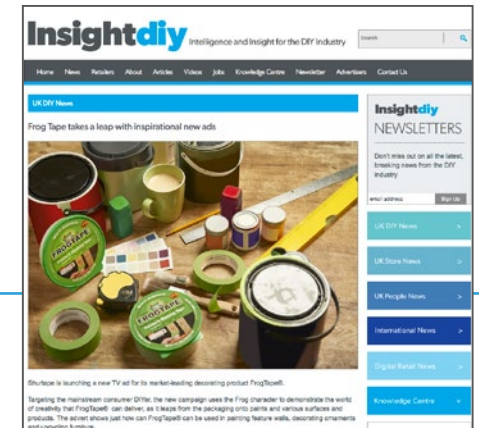 Insightdiy Intelligence and Insight for the DIY Industry
Search
Home News Retailers About Articles Videos Jobs Knowledge Centre Newsletter Advertisers Contact Us
UK DIY News
Frog Tape takes a leap with inspirational new ads
FROGTAPE
FROGTAPE
Shurtape is launching a new TV ad for its market-leading decorating product FrogTape®.
Targeting the mainstream consumer DIYer, the new campaign uses the Frog character to demonstrate the world
of creativity that FrogTape® can deliver, as it leaps from the packaging onto paints and various surfaces and
products. The advert shows just how can FrogTape® can be used in painting feature walls, decorating ornaments
and upcycling furniture.
Insightdiy
NEWSLETTERS
Don't miss out on all the latest,
breaking news from the DIY
industry
email address Sign Up
UK DIY News >
UK Store News >
UK People News >
International News >
Digital Retail News >
Knowledge Centre